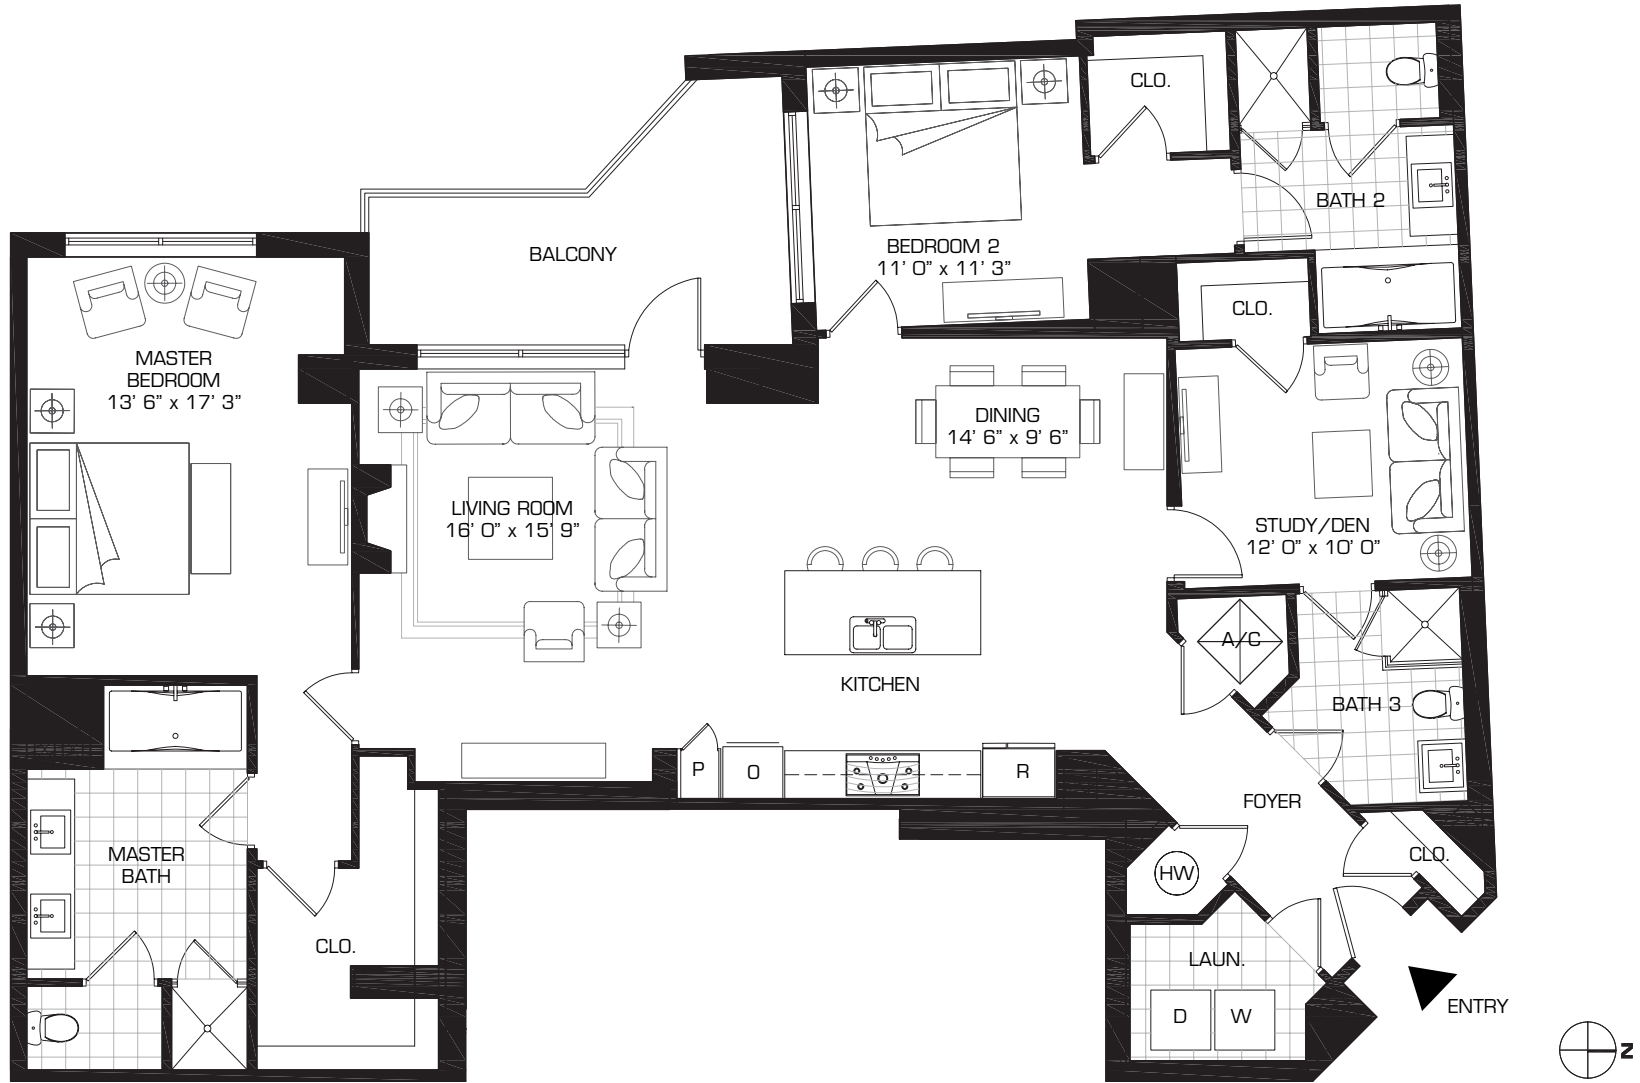 CLO.
BATH 2
BALCONY
BEDROOM 2
11' 0" x 11' 3"
CLO.
MASTER
BEDROOM
13' 6" x 17' 3"
DINING
14' 6" x 9' 6"
LIVING ROOM
16' 0" x 15' 9"
STUDY/DEN
12' 0" x 10' 0"
A/C
KITCHEN
BATH 3
P
O
R
FOYER
MASTER
BATH
HW
CLO.
CLO.
LAUN.
D
W
ENTRY
N